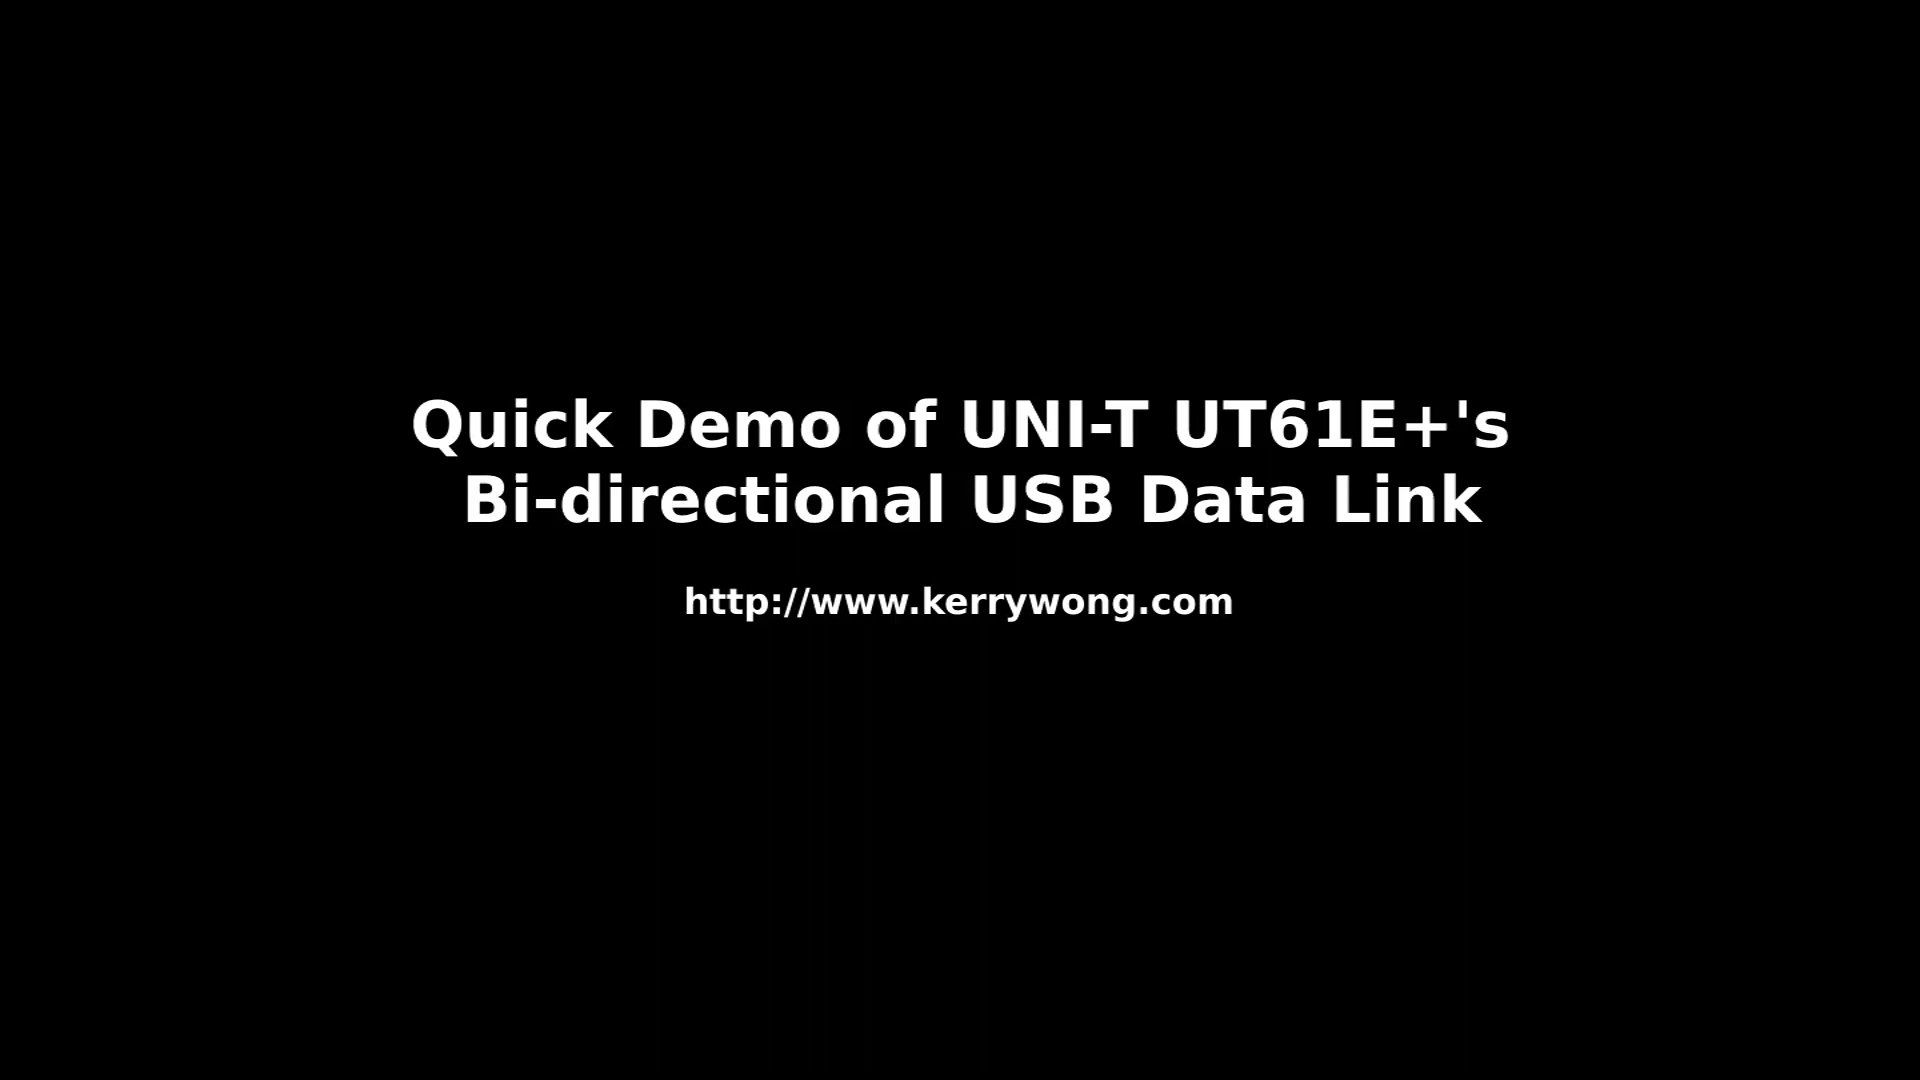 Quick Demo of UNI-T UT61E+'s
Bi-directional USB Data Link
http://www.kerrywong.com